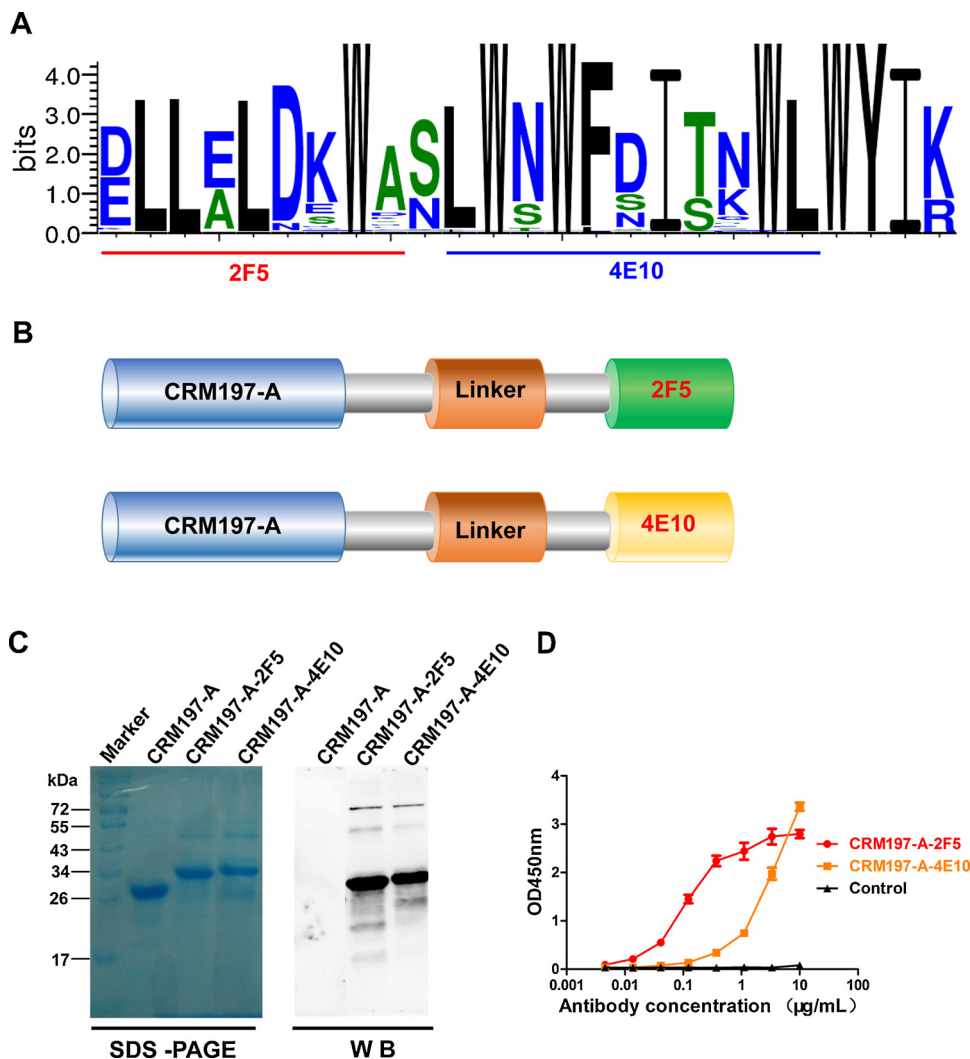 A
bits
4.0
3.0
2.0
1.0
0.0
DLLELDKWASLWNWFDITNWLWYIK
E A N E A N S S S K R
S N
2F5
4E10
B
CRM197-A
Linker
2F5
CRM197-A
Linker
4E10
C
Marker
CRM197-A
CRM197-A-2F5
CRM197-A-4E10
CRM197-A
CRM197-A-2F5
CRM197-A-4E10
kDa
72
55
43
34
26
17
SDS -PAGE
W B
D
OD450nm
4
3
2
1
0
0.001
0.01
0.1
1
10
100
Antibody concentration （μg/mL）
CRM197-A-2F5
CRM197-A-4E10
Control